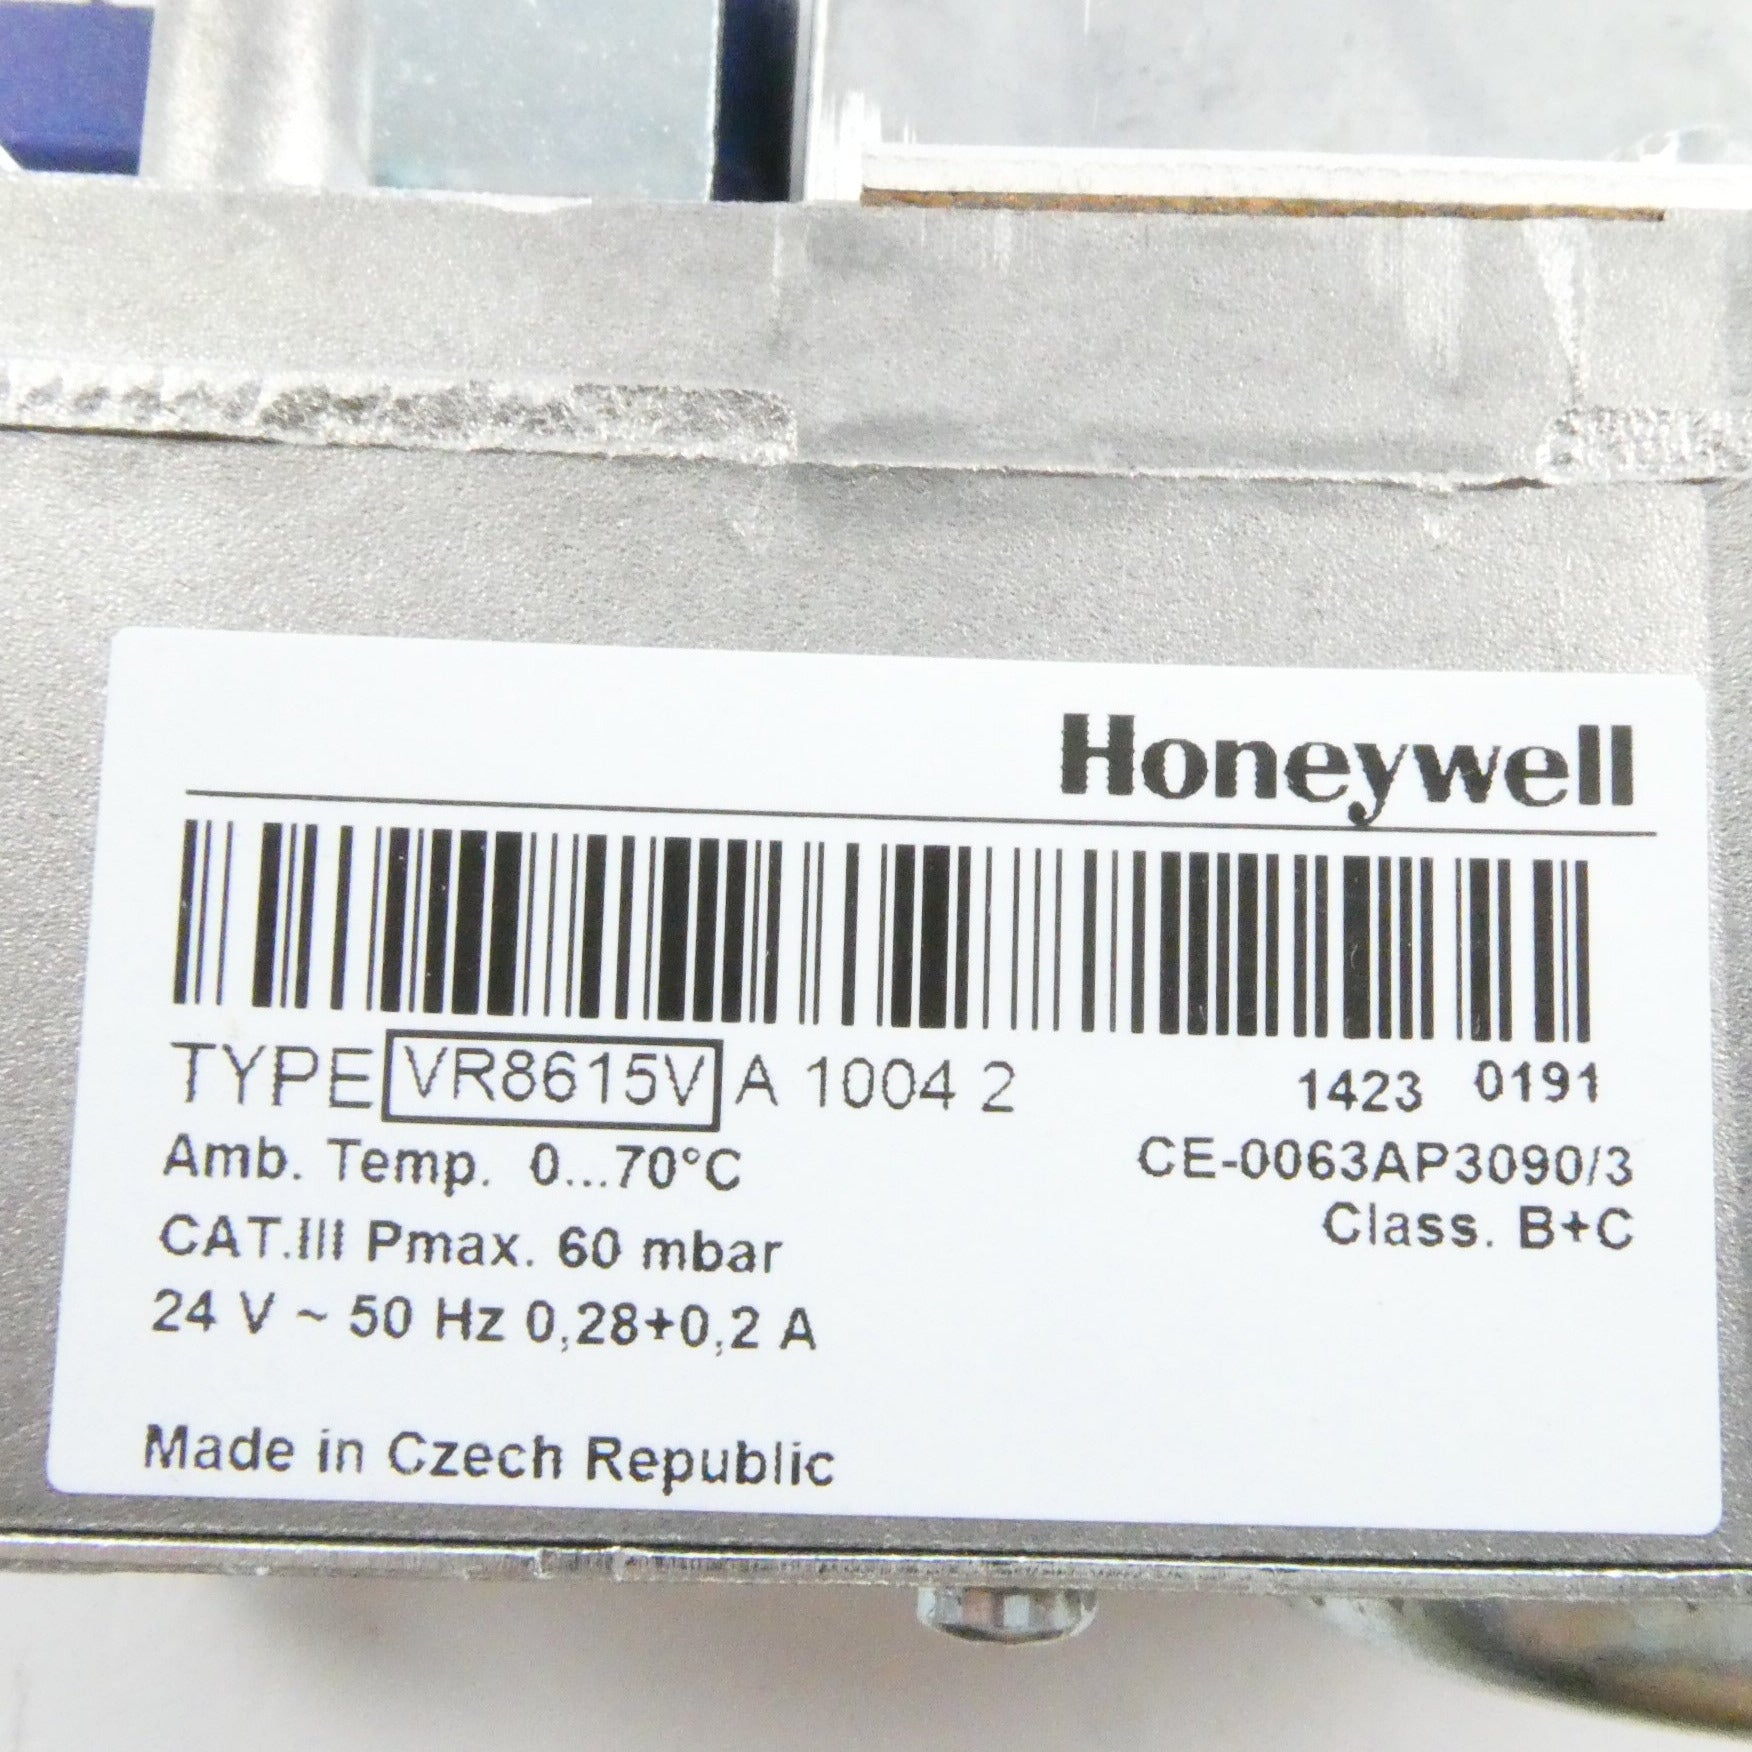 Honeywell
TYPE VR8615V A 1004 2 1423 0191
Amb. Temp. 0...70°C CE-0063AP3090/3
CAT.III Pmax. 60 mbar Class. B+C
24 V ~ 50 Hz 0,28+0,2 A
Made in Czech Republic